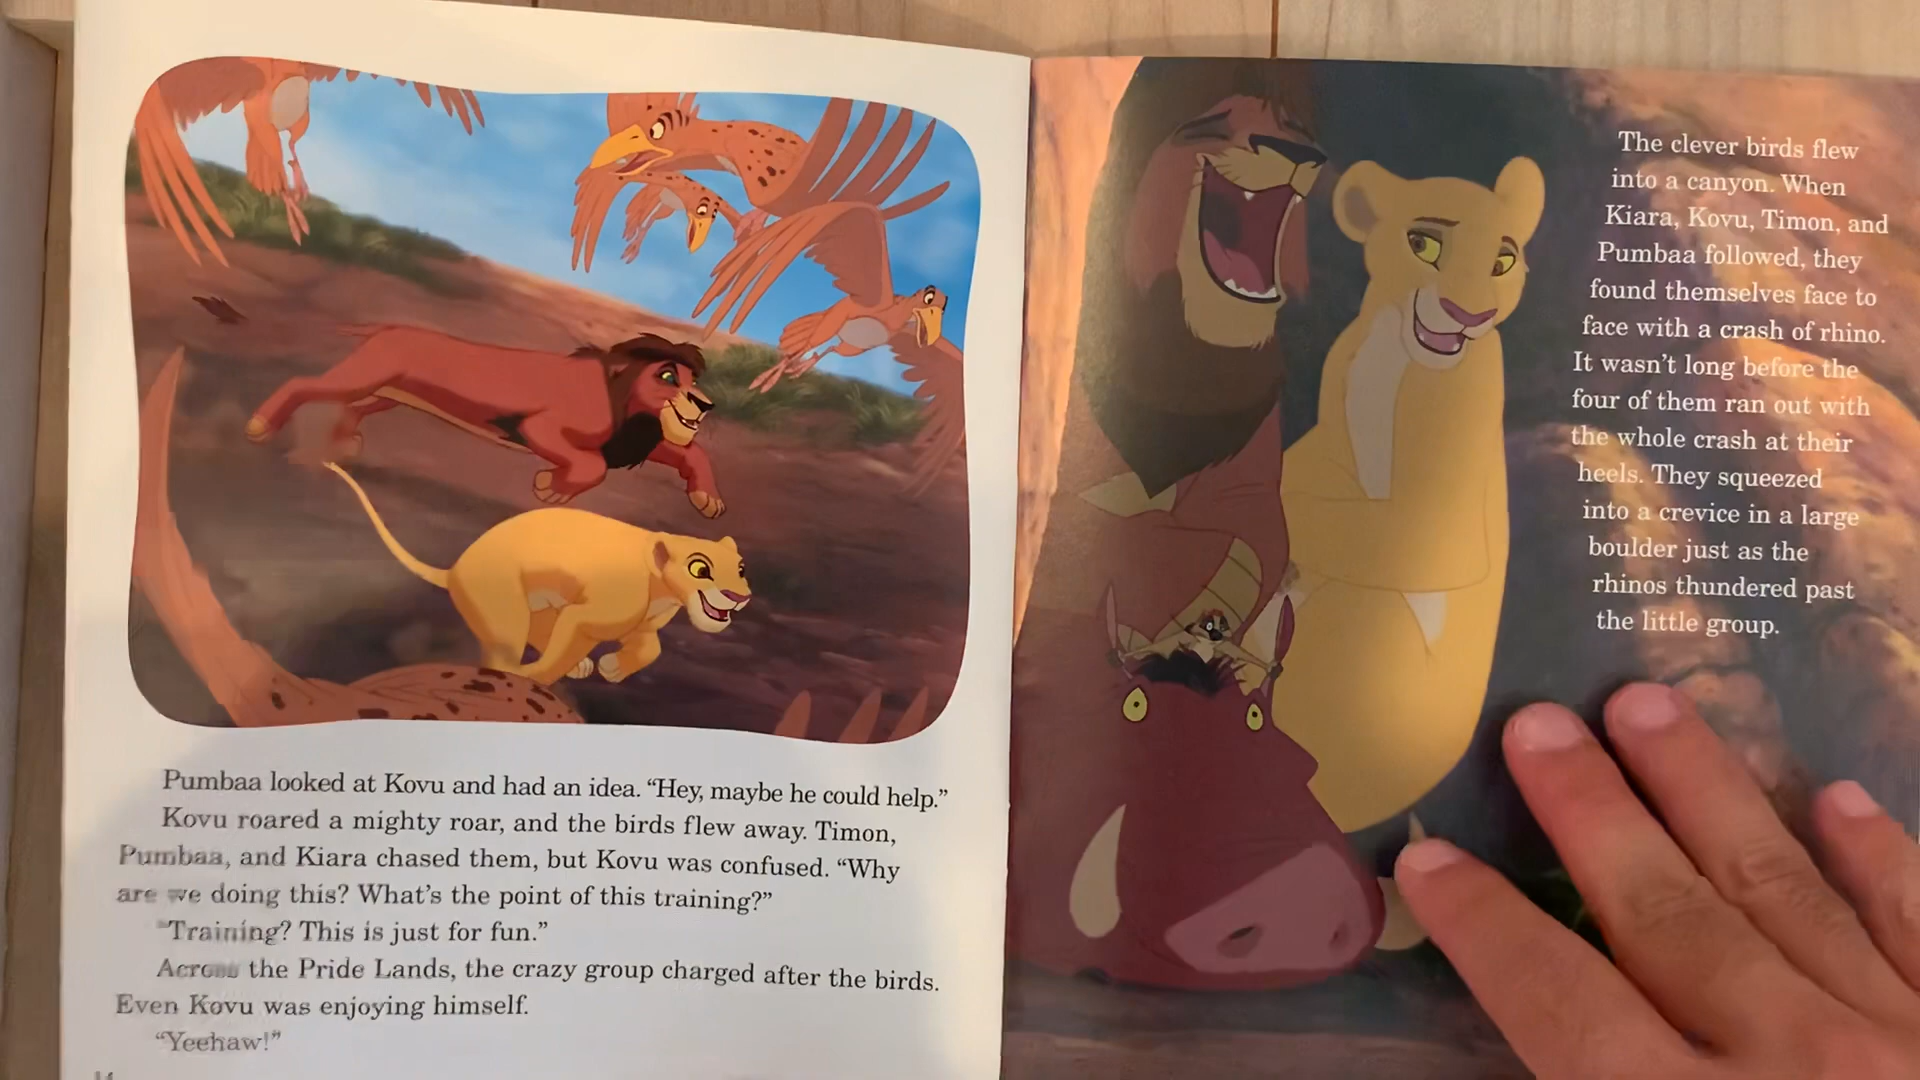 Pumbaa looked at Kovu and had an idea. “Hey, maybe he could help.”
Kovu roared a mighty roar, and the birds flew away. Timon,
Pumbaa, and Kiara chased them, but Kovu was confused. “Why
are we doing this? What’s the point of this training?”
“Training? This is just for fun.”
Across the Pride Lands, the crazy group charged after the birds.
Even Kovu was enjoying himself.
“Yeehaw!”
The clever birds flew
into a canyon. When
Kiara, Kovu, Timon, and
Pumbaa followed, they
found themselves face to
face with a crash of rhino.
It wasn’t long before the
four of them ran out with
the whole crash at their
heels. They squeezed
into a crevice in a large
boulder just as the
rhinos thundered past
the little group.